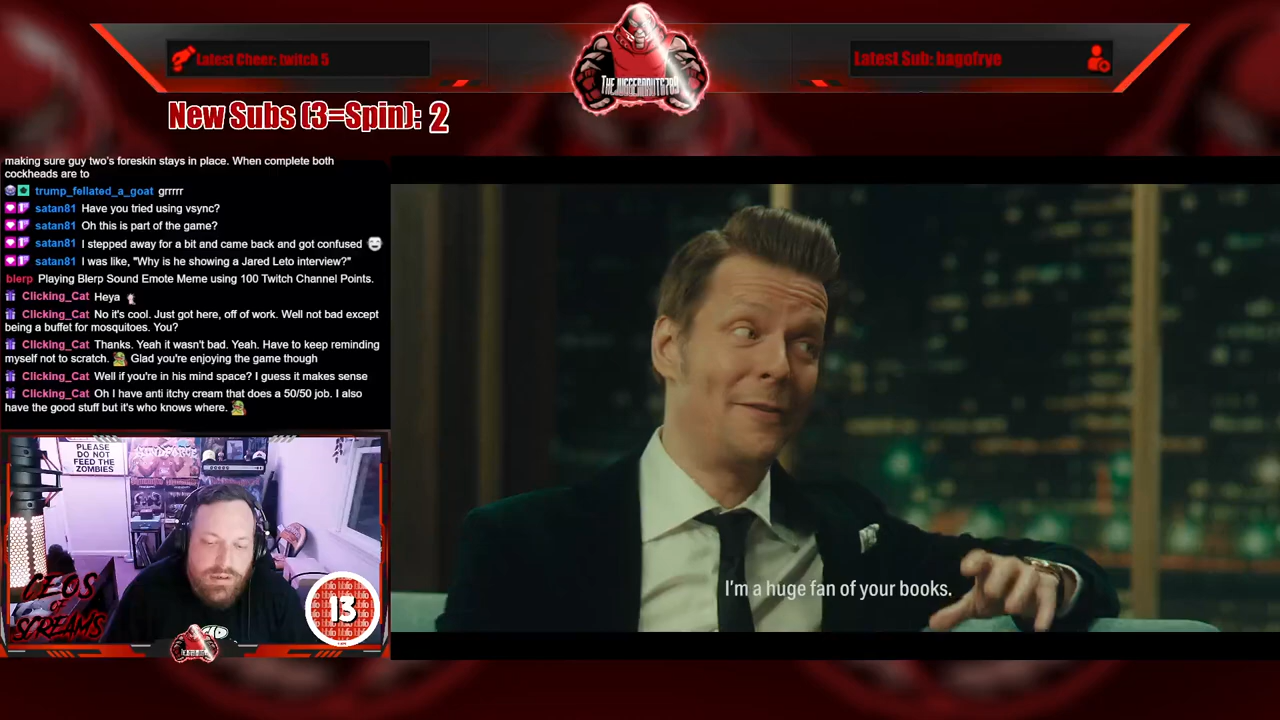 Latest Cheer: twitch 5
THEJUGGERNUT6789
Latest Sub: bagofrye
New Subs (3=Spin): 2
making sure guy two's foreskin stays in place. When complete both
cockheads are to
trump_fellated_a_goat grrrrr
satan81 Have you tried using vsync?
satan81 Oh this is part of the game?
satan81 I stepped away for a bit and came back and got confused
satan81 I was like, "Why is he showing a Jared Leto interview?"
blerp Playing Blerp Sound Emote Meme using 100 Twitch Channel Points.
Clicking_Cat Heya
Clicking_Cat No it's cool. Just got here, off of work. Well not bad except
being a buffet for mosquitoes. You?
Clicking_Cat Thanks. Yeah it wasn't bad. Yeah. Have to keep reminding
myself not to scratch. Glad you're enjoying the game though
Clicking_Cat Well if you're in his mind space? I guess it makes sense
Clicking_Cat Oh I have anti itchy cream that does a 50/50 job. I also
have the good stuff but it's who knows where.
PLEASE
DO NOT
FEED THE
ZOMBIES
CEOS
OF
SCREAMS
13
I'm a huge fan of your books.